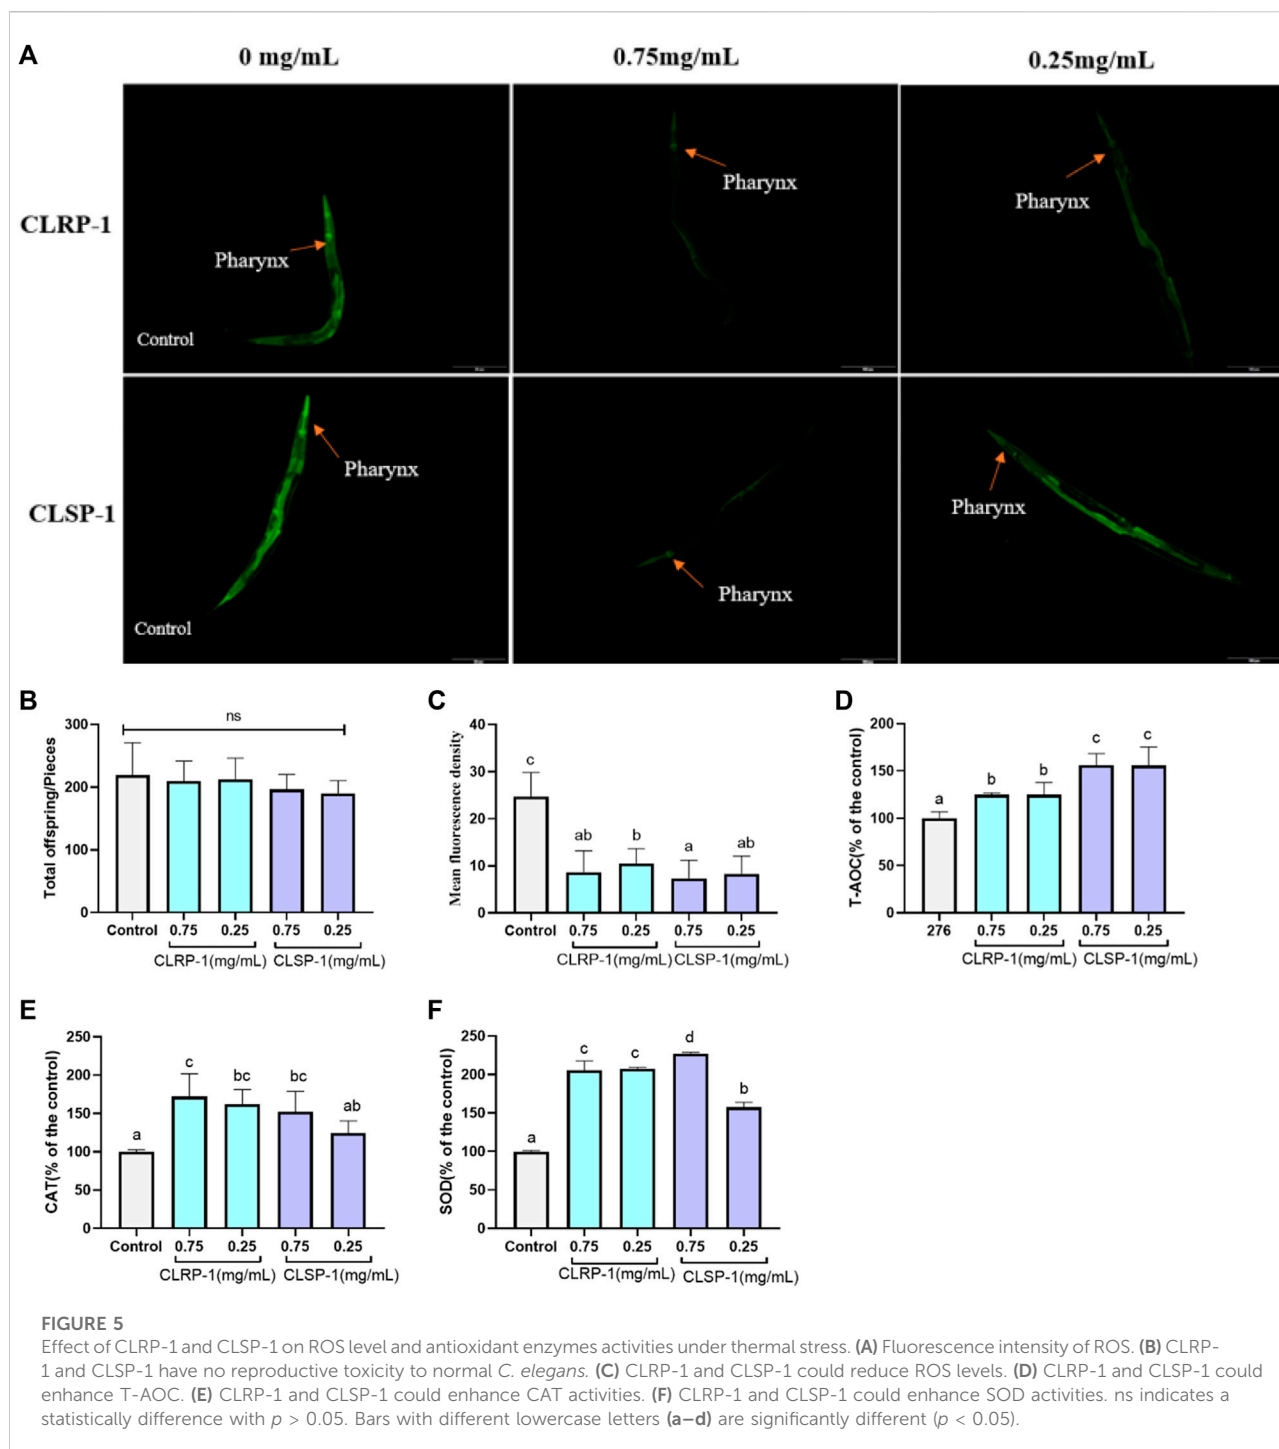 A
0 mg/mL
0.75mg/mL
0.25mg/mL
CLRP-1
Pharynx
Control
Pharynx
Pharynx
CLSP-1
Pharynx
Control
Pharynx
Pharynx
B
Total offspring/Pieces
300
200
100
0
ns
Control
0.75
0.25
0.75
0.25
CLRP-1(mg/mL)
CLSP-1(mg/mL)
C
Mean fluorescence density
40
30
20
10
0
c
ab
b
a
ab
Control
0.75
0.25
0.75
0.25
CLRP-1(mg/mL)
CLSP-1(mg/mL)
D
T-AOC(% of the control)
200
150
100
50
0
a
b
b
c
c
276
0.75
0.25
0.75
0.25
CLRP-1(mg/mL)
CLSP-1(mg/mL)
E
CAT(% of the control)
250
200
150
100
50
0
a
c
bc
bc
ab
Control
0.75
0.25
0.75
0.25
CLRP-1(mg/mL)
CLSP-1(mg/mL)
F
SOD(% of the control)
250
200
150
100
50
0
a
c
c
d
b
Control
0.75
0.25
0.75
0.25
CLRP-1(mg/mL)
CLSP-1(mg/mL)
FIGURE 5
Effect of CLRP-1 and CLSP-1 on ROS level and antioxidant enzymes activities under thermal stress. (A) Fluorescence intensity of ROS. (B) CLRP-
1 and CLSP-1 have no reproductive toxicity to normal C. elegans. (C) CLRP-1 and CLSP-1 could reduce ROS levels. (D) CLRP-1 and CLSP-1 could
enhance T-AOC. (E) CLRP-1 and CLSP-1 could enhance CAT activities. (F) CLRP-1 and CLSP-1 could enhance SOD activities. ns indicates a
statistically difference with p > 0.05. Bars with different lowercase letters (a–d) are significantly different (p < 0.05).